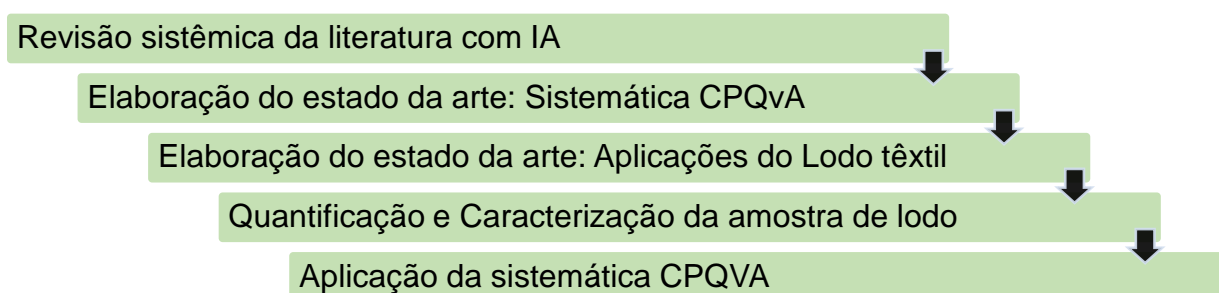 Revisão sistêmica da literatura com IA
Elaboração do estado da arte: Sistemática CPQvA
Elaboração do estado da arte: Aplicações do Lodo têxtil
Quantificação e Caracterização da amostra de lodo
Aplicação da sistemática CPQVA